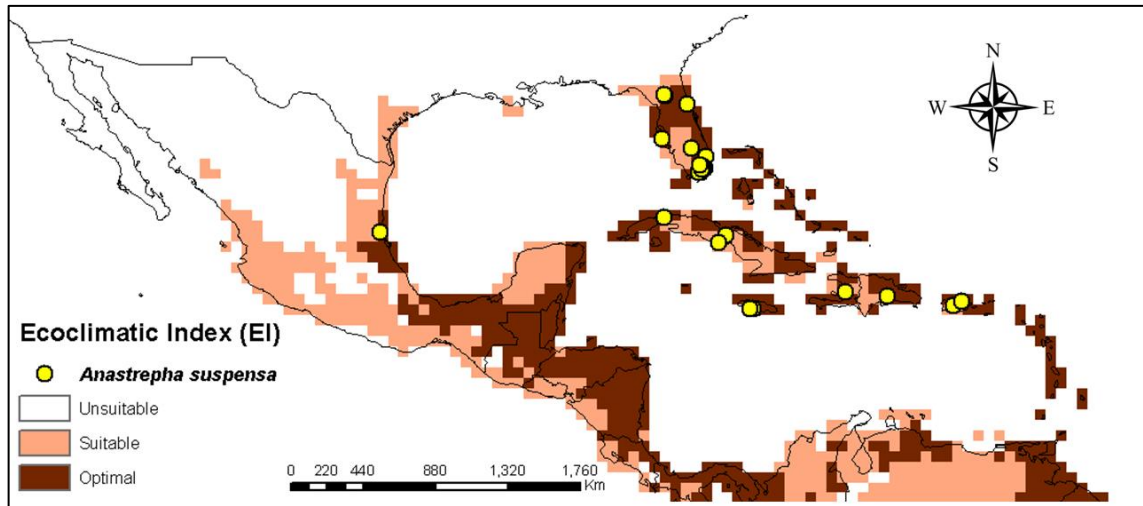 N
W E
S
Ecoclimatic Index (EI)
Anastrepha suspensa
Unsuitable
Suitable
Optimal
0 220 440 880 1,320 1,760
Km